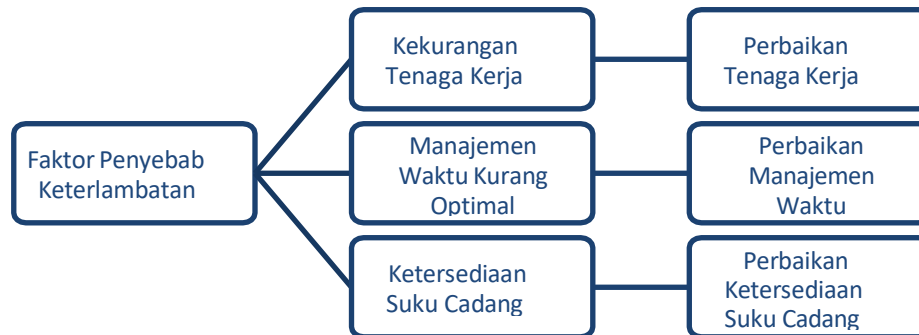 Faktor Penyebab
Keterlambatan
Kekurangan
Tenaga Kerja
Perbaikan
Tenaga Kerja
Manajemen
Waktu Kurang
Optimal
Perbaikan
Manajemen
Waktu
Ketersediaan
Suku Cadang
Perbaikan
Ketersediaan
Suku Cadang